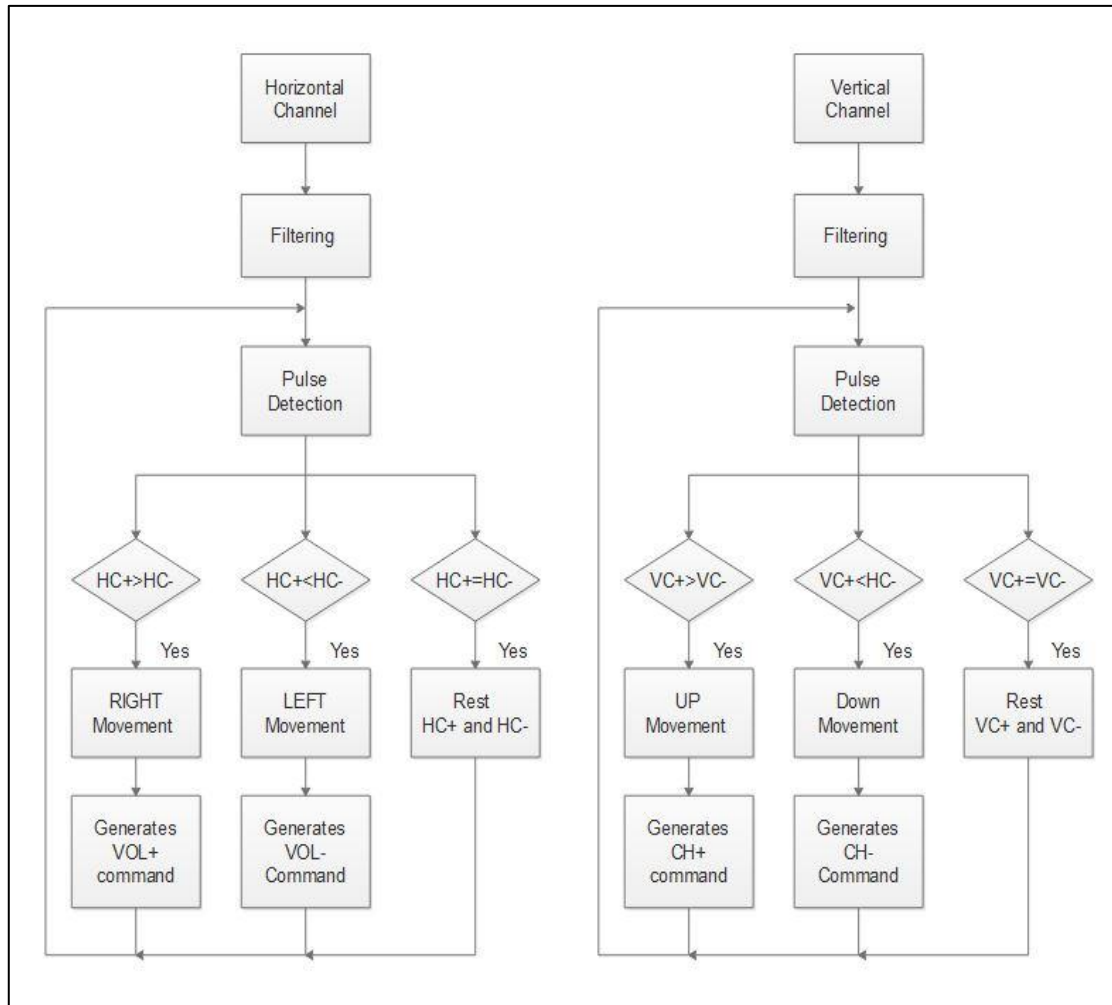 Horizontal
Channel
Filtering
Pulse
Detection
HC+>HC-
HC+<HC-
HC+=HC-
Yes
Yes
Yes
RIGHT
Movement
LEFT
Movement
Rest
HC+ and HC-
Generates
VOL+
command
Generates
VOL-
Command
Vertical
Channel
Filtering
Pulse
Detection
VC+>VC-
VC+<HC-
VC+=VC-
Yes
Yes
Yes
UP
Movement
Down
Movement
Rest
VC+ and VC-
Generates
CH+
command
Generates
CH-
Command